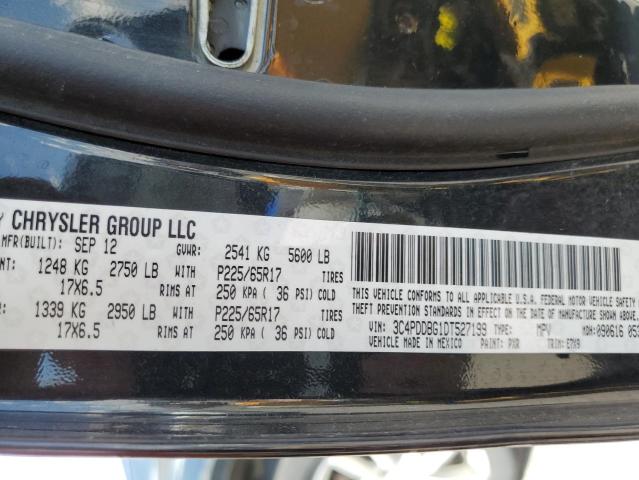 Y CHRYSLER GROUP LLC
MFR(BUILT): SEP 12 GVWR: 2541 KG 5600 LB
NT: 1248 KG 2750 LB WITH P225/65R17 TIRES
17X6.5 RIMS AT 250 KPA ( 36 PSI) COLD
: 1339 KG 2950 LB WITH P225/65R17 TIRES
17X6.5 RIMS AT 250 KPA ( 36 PSI) COLD
THIS VEHICLE CONFORMS TO ALL APPLICABLE U.S.A. FEDERAL MOTOR VEHICLE
THEFT PREVENTION STANDARDS IN EFFECT ON THE DATE OF MANUFACTURE SHOWN ABOVE.
VIN: 3C4PDDBG1DT527199 TYPE: MPV MDH: 090616 053
VEHICLE MADE IN MEXICO PAINT: PXR TRIM: E7X9